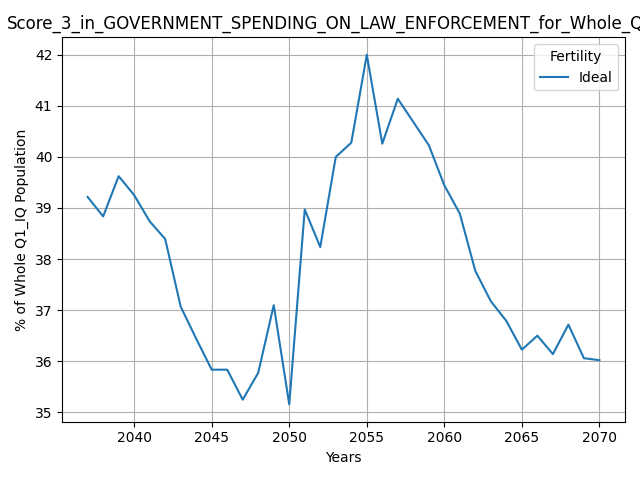 Score_3_in_GOVERNMENT_SPENDING_ON_LAW_ENFORCEMENT_for_Whole_Q
Fertility
Ideal
% of Whole Q1_IQ Population
42
41
40
39
38
37
36
35
2040 2045 2050 2055 2060 2065 2070
Years